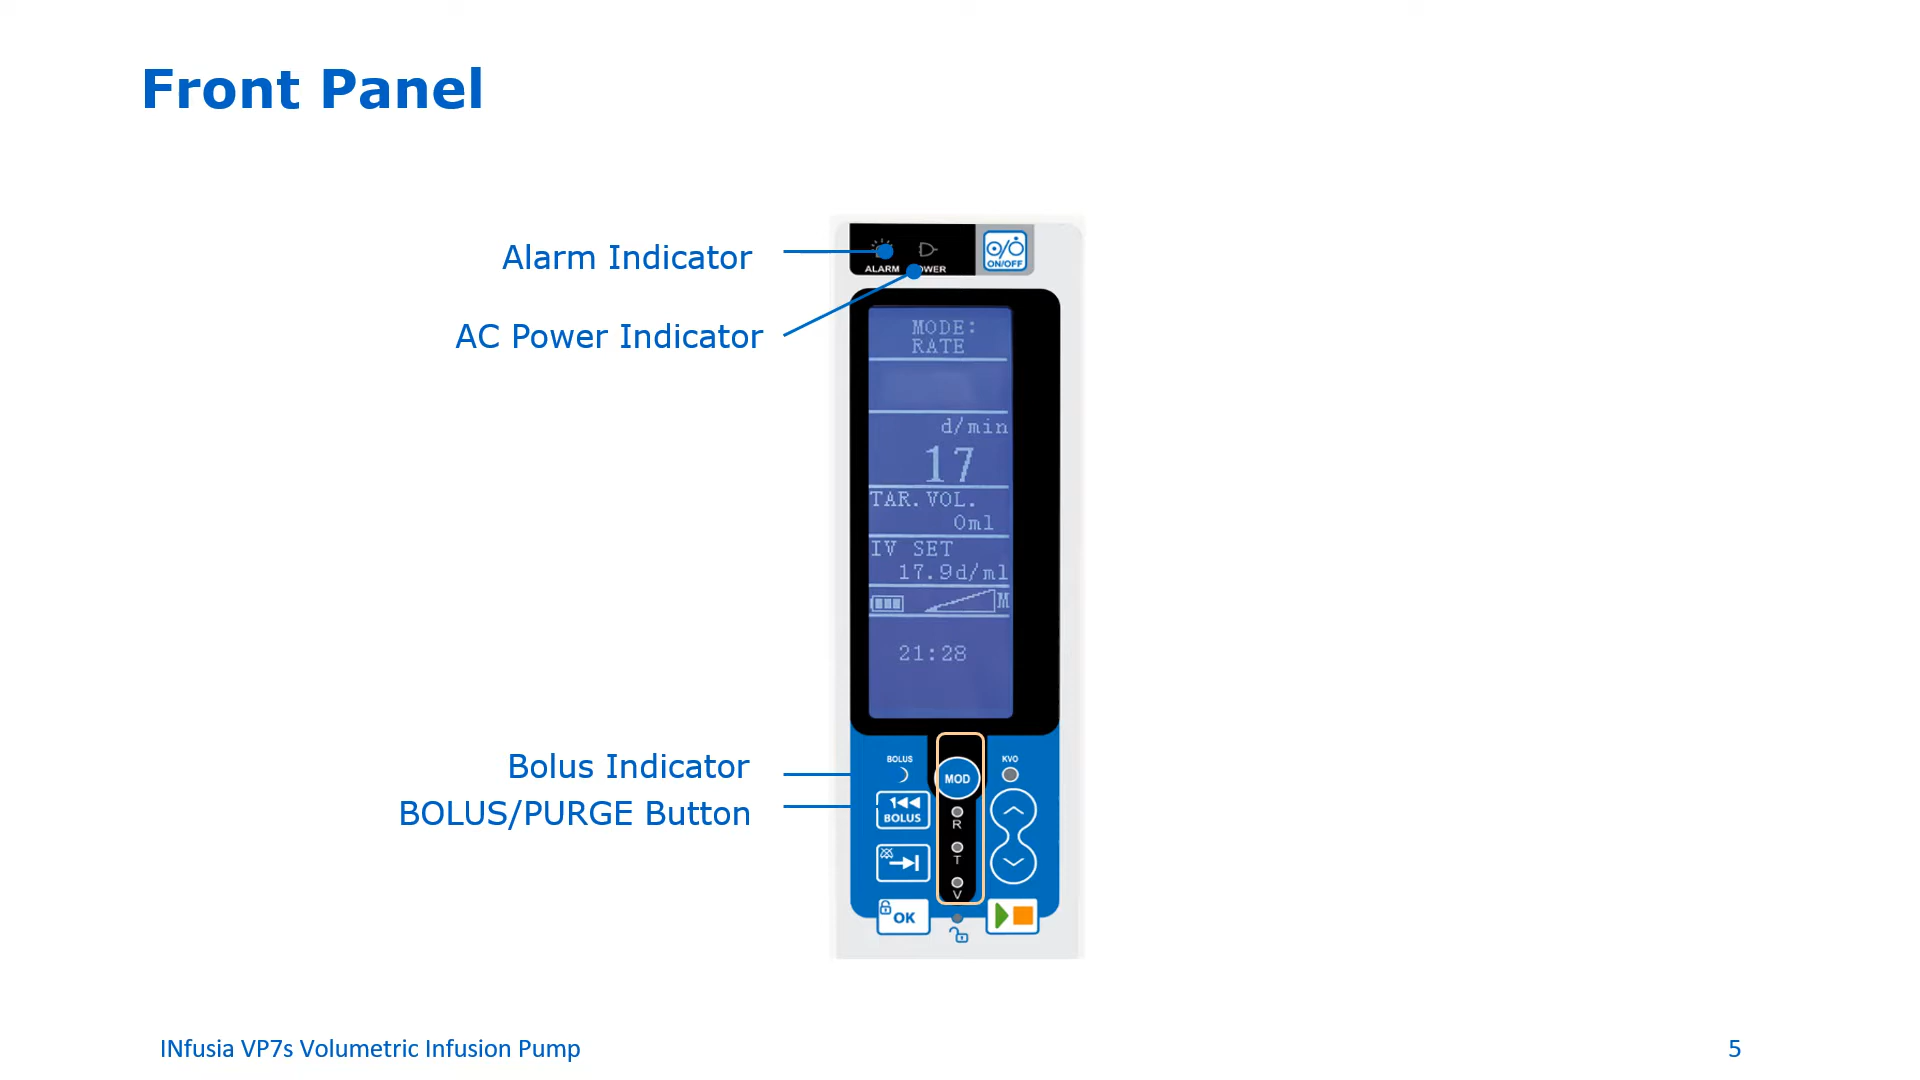 Front Panel
Alarm Indicator
AC Power Indicator
ALARM
ON/OFF
MODE:
RATE
d/min
17
TAR.VOL.
0ml
IV SET
17.9d/ml
M
21:28
Bolus Indicator
BOLUS/PURGE Button
BOLUS
MOD
KVO
1
BOLUS
R
T
V
OK
INfusia VP7s Volumetric Infusion Pump
5